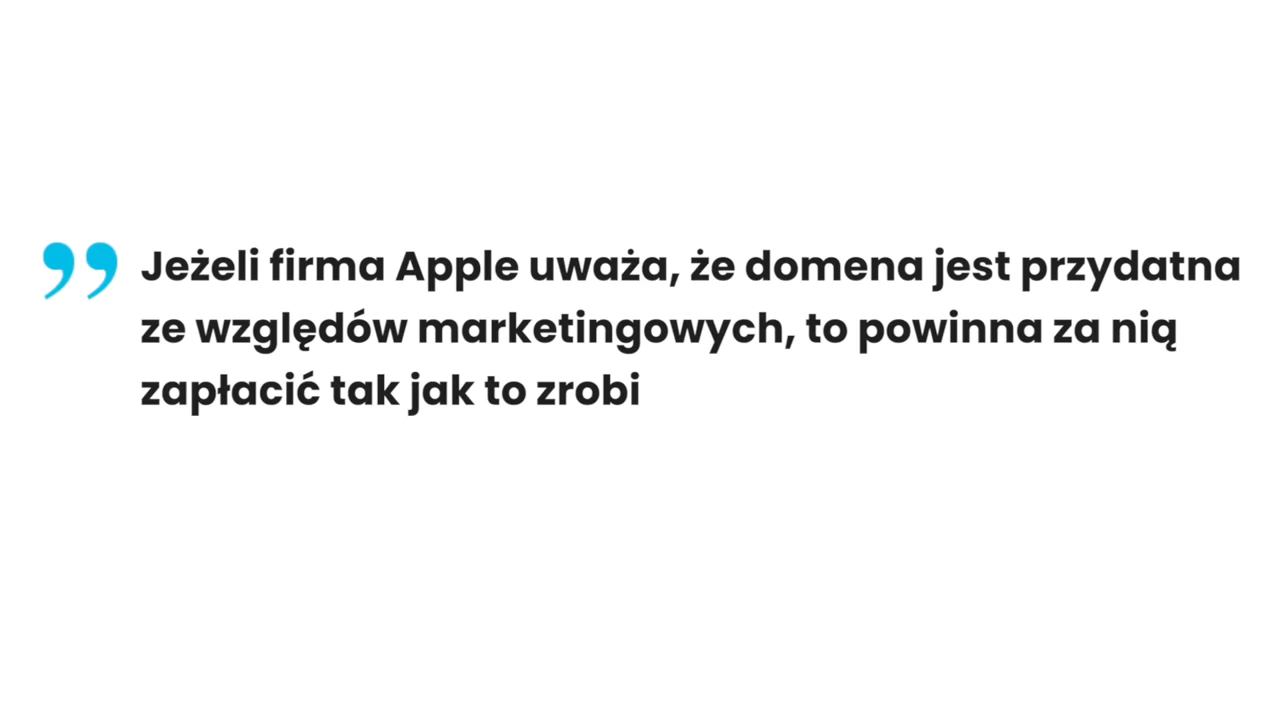 ” Jeżeli firma Apple uważa, że domena jest przydatna
ze względów marketingowych, to powinna za nią
zapłacić tak jak to zrobi